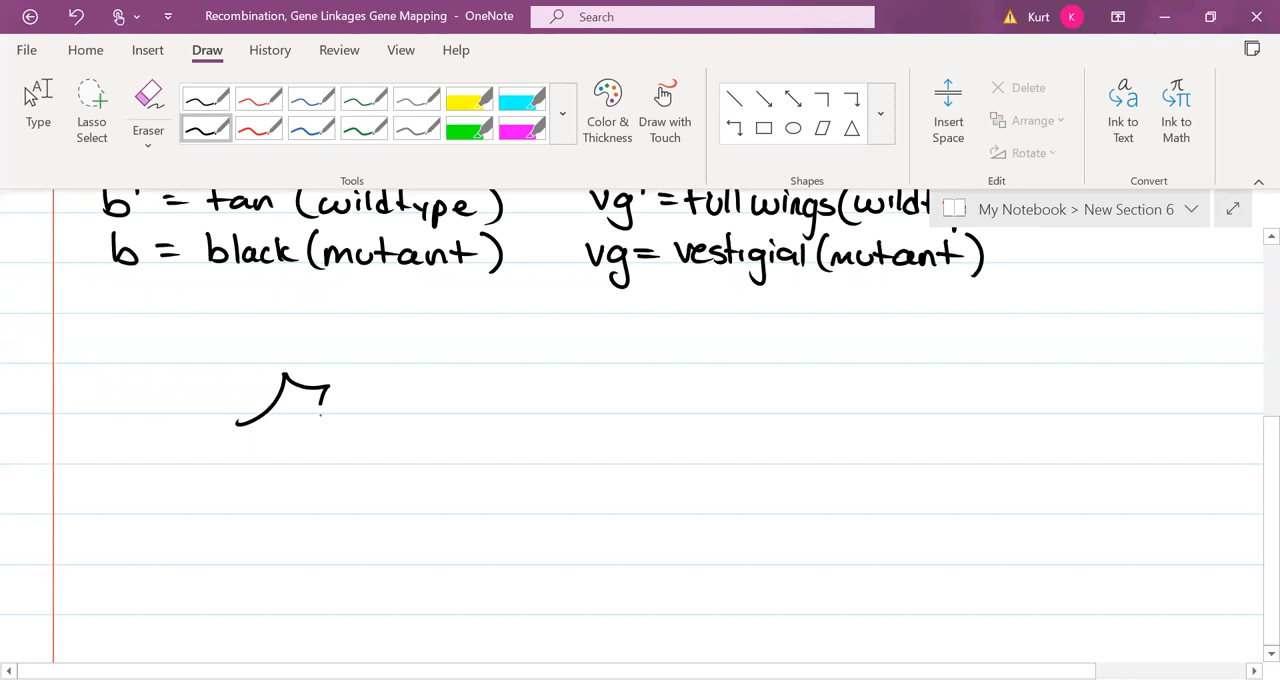 Recombination, Gene Linkages Gene Mapping - OneNote
Search
Kurt
K
File
Home
Insert
Draw
History
Review
View
Help
Type
Lasso
Select
Eraser
Color &
Thickness
Draw with
Touch
Tools
Shapes
Insert
Space
Delete
Arrange
Rotate
Edit
a
a
Ink to
Text
π
π
Ink to
Math
Convert
My Notebook > New Section 6
b' = tan (wildtype)
vg' = full wings (wildt
b = black (mutant)
vg = vestigial (mutant)